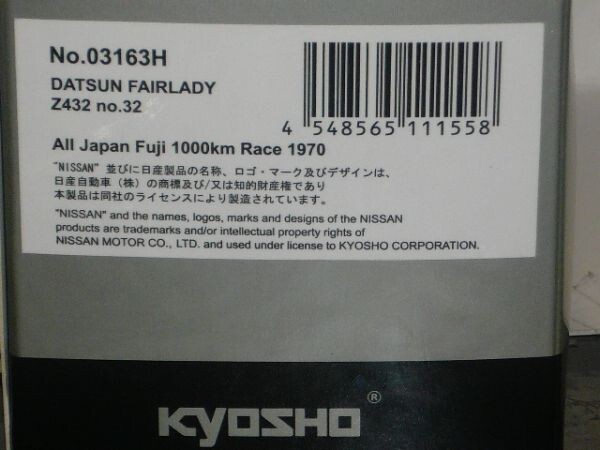 No.03163H
DATSUN FAIRLADY
Z432 no.32
4 548565 111558
All Japan Fuji 1000km Race 1970
"NISSAN" 並びに日産製品の名称、ロゴ・マーク及びデザインは、
日産自動車（株）の商標及び/又は知的財産権であり
本製品は同社のライセンスにより製造されています。
"NISSAN" and the names, logos, marks and designs of the NISSAN
products are trademarks and/or intellectual property rights of
NISSAN MOTOR CO., LTD. and used under license to KYOSHO CORPORATION.
KYOSHO®